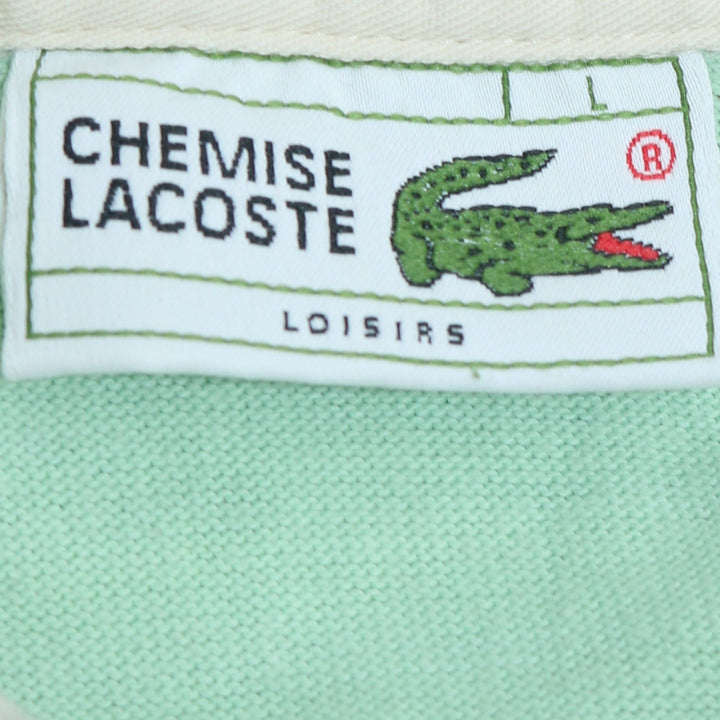 L
CHEMISE
LACOSTE
®
LOISIRS